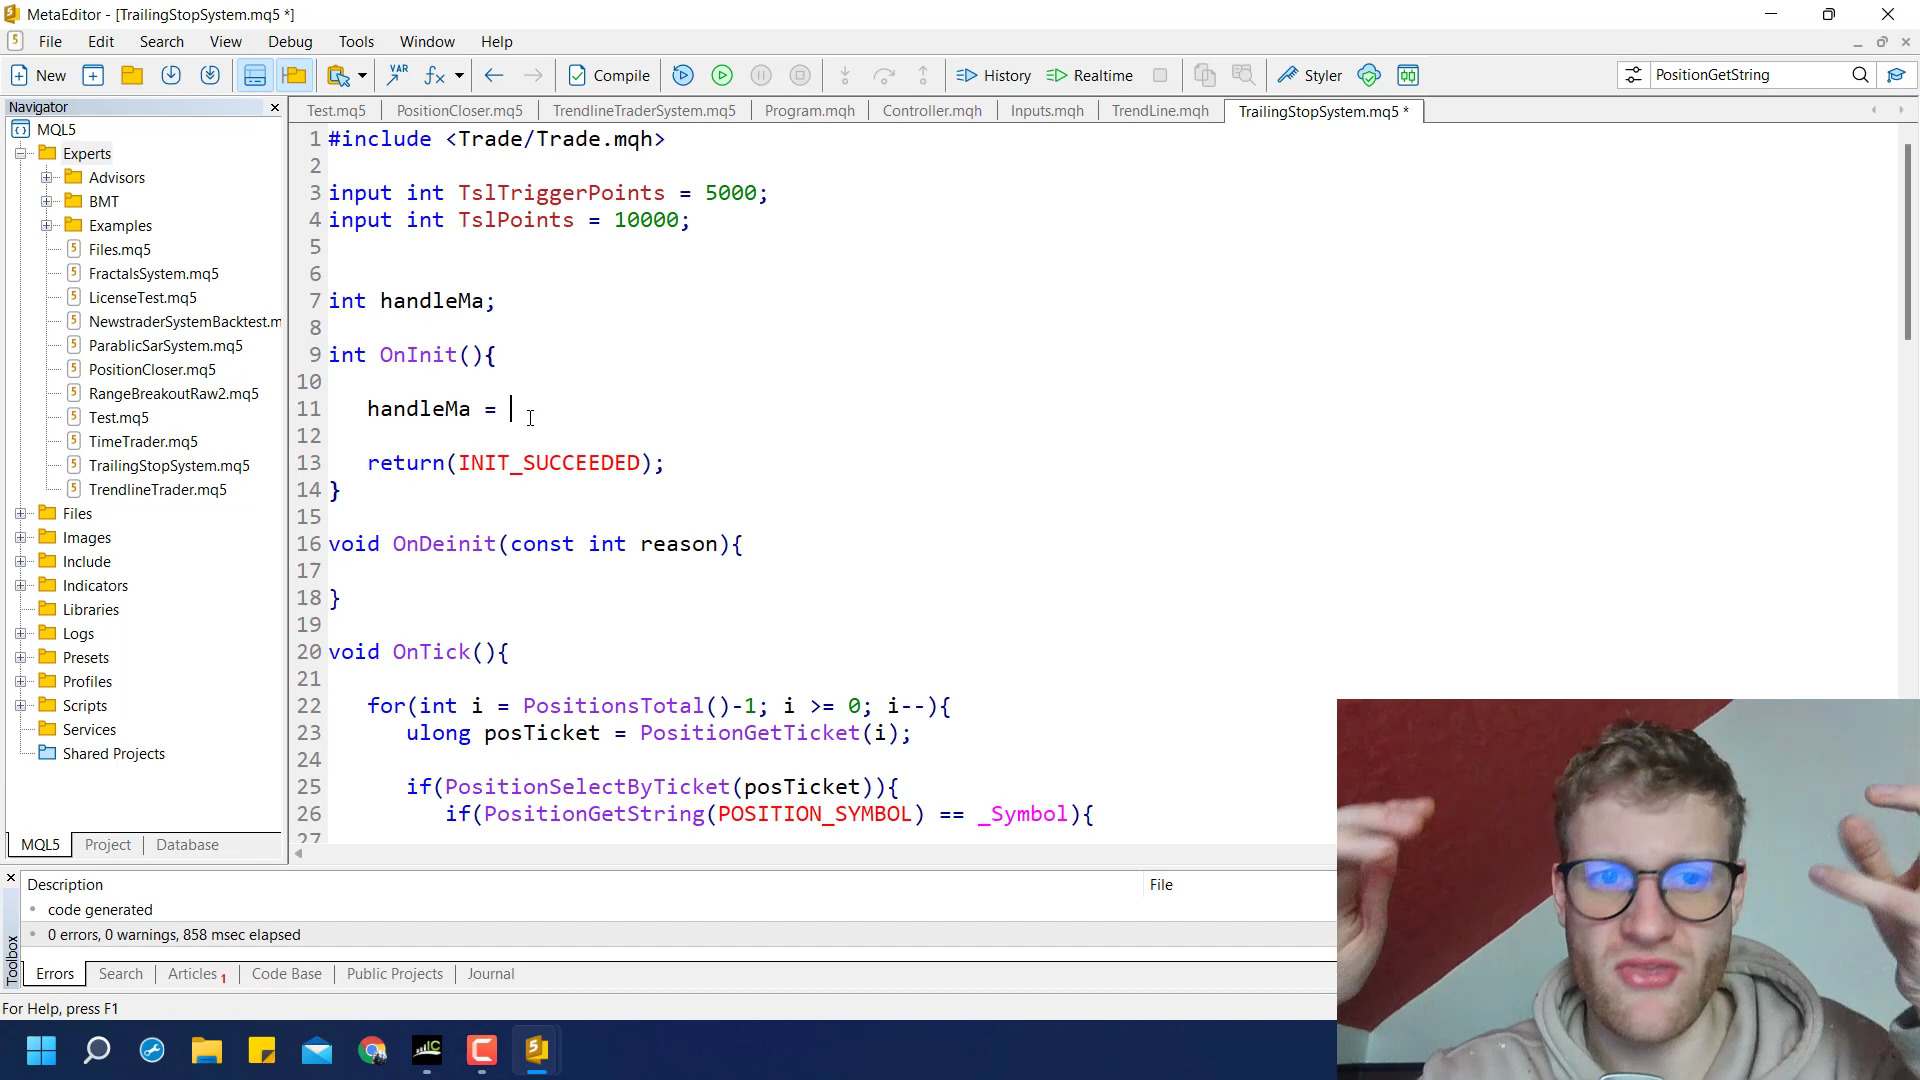 MetaEditor - [TrailingStopSystem.mq5 *]
File Edit Search View Debug Tools Window Help
New VAR fx Compile History Realtime Styler PositionGetString
Navigator
Test.mq5 PositionCloser.mq5 TrendlineTraderSystem.mq5 Program.mqh Controller.mqh Inputs.mqh TrendLine.mqh TrailingStopSystem.mq5 *
MQL5
Experts
Advisors
BMT
Examples
Files.mq5
FractalsSystem.mq5
LicenseTest.mq5
NewstraderSystemBacktest.m
ParablicSarSystem.mq5
PositionCloser.mq5
RangeBreakoutRaw2.mq5
Test.mq5
TimeTrader.mq5
TrailingStopSystem.mq5
TrendlineTrader.mq5
Files
Images
Include
Indicators
Libraries
Logs
Presets
Profiles
Scripts
Services
Shared Projects
MQL5 Project Database
1 #include <Trade/Trade.mqh>
2
3 input int TslTriggerPoints = 5000;
4 input int TslPoints = 10000;
5
6
7 int handleMa;
8
9 int OnInit(){
10
11 handleMa =
12
13 return(INIT_SUCCEEDED);
14 }
15
16 void OnDeinit(const int reason){
17
18 }
19
20 void OnTick(){
21
22 for(int i = PositionsTotal()-1; i >= 0; i--){
23 ulong posTicket = PositionGetTicket(i);
24
25 if(PositionSelectByTicket(posTicket)){
26 if(PositionGetString(POSITION_SYMBOL) == _Symbol){
27
Description File
code generated
0 errors, 0 warnings, 858 msec elapsed
Toolbox
Errors Search Articles 1 Code Base Public Projects Journal
For Help, press F1
IC